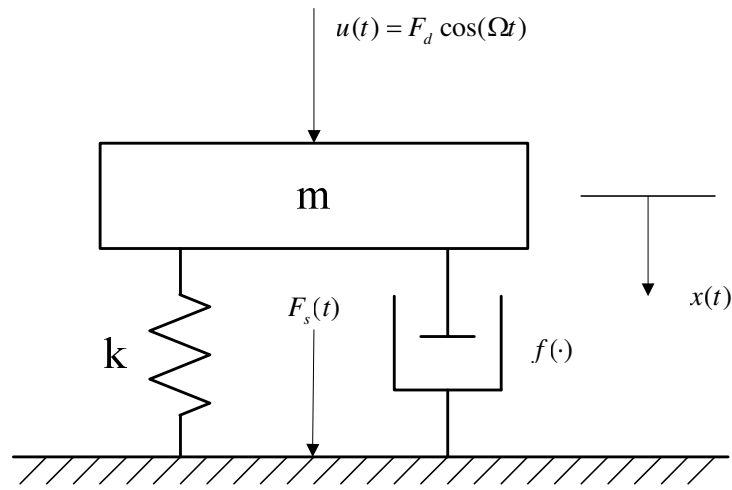 u(t) = F_d cos(Ωt)
m
x(t)
F_s(t)
k
f(·)